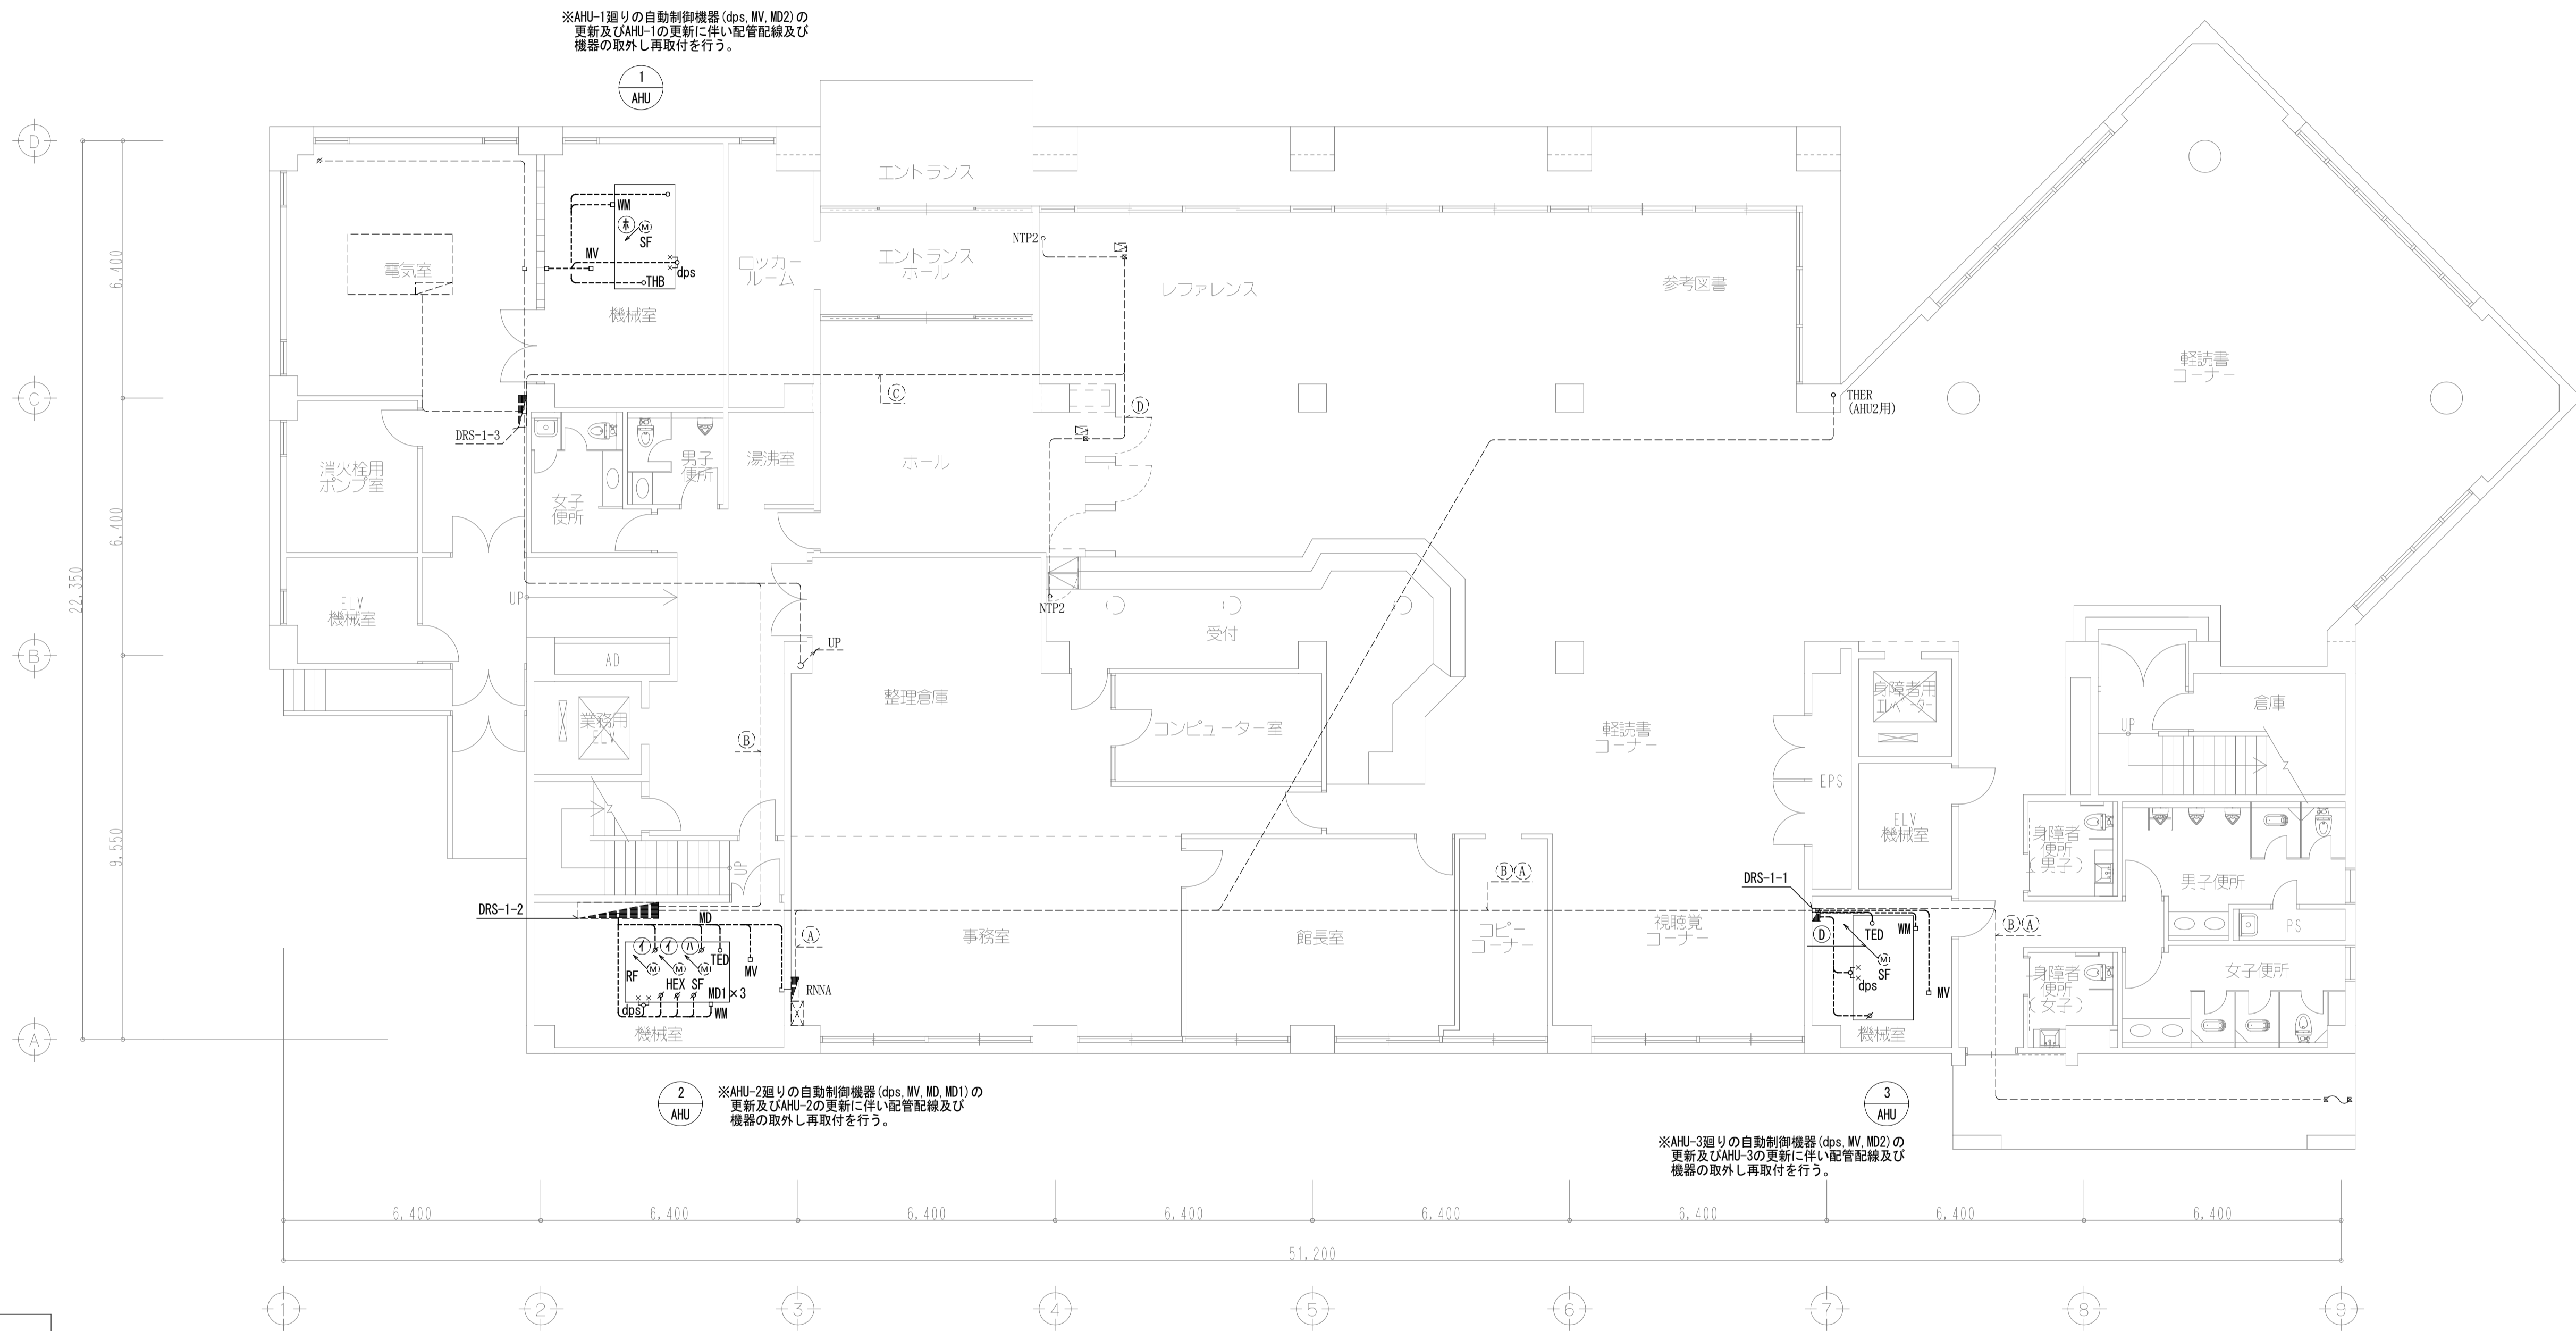 ※AHU-1廻りの自動制御機器(dps,MV,MD2)の
更新及びAHU-1の更新に伴い配管配線及び
機器の取外し再取付を行う。
1
AHU
D
エントランス
WM
ホ
M
SF
NTP2
6,400
MV
エントランス
ホール
ロッカー
ルーム
電気室
dps
THB
レファレンス
参考図書
機械室
軽読書
コーナー
C
C
D
THER
(AHU2用)
DRS-1-3
消火栓用
ポンプ室
男子
便所
湯沸室
ホール
女子
便所
6,400
22,350
ELV
機械室
UP
NTP2
受付
UP
B
AD
整理倉庫
身障者用
エレベーター
倉庫
業務用
ELV
コンピューター室
軽読書
コーナー
UP
B
EPS
ELV
機械室
身障者
便所
(男子)
9,550
UP
B A
DRS-1-1
男子便所
DRS-1-2
MD
A
事務室
館長室
コピー
コーナー
視聴覚
コーナー
D
TED
WM
B A
PS
イ
イ
ハ
TED
RF
M
M
M
MV
HEX
SF
MD1×3
RNNA
M
SF
dps
MV
身障者
便所
(女子)
女子便所
dps
WM
機械室
機械室
A
2
AHU
※AHU-2廻りの自動制御機器(dps,MV,MD,MD1)の
更新及びAHU-2の更新に伴い配管配線及び
機器の取外し再取付を行う。
3
AHU
※AHU-3廻りの自動制御機器(dps,MV,MD2)の
更新及びAHU-3の更新に伴い配管配線及び
機器の取外し再取付を行う。
6,400
6,400
6,400
6,400
6,400
6,400
6,400
6,400
51,200
1
2
3
4
5
6
7
8
9